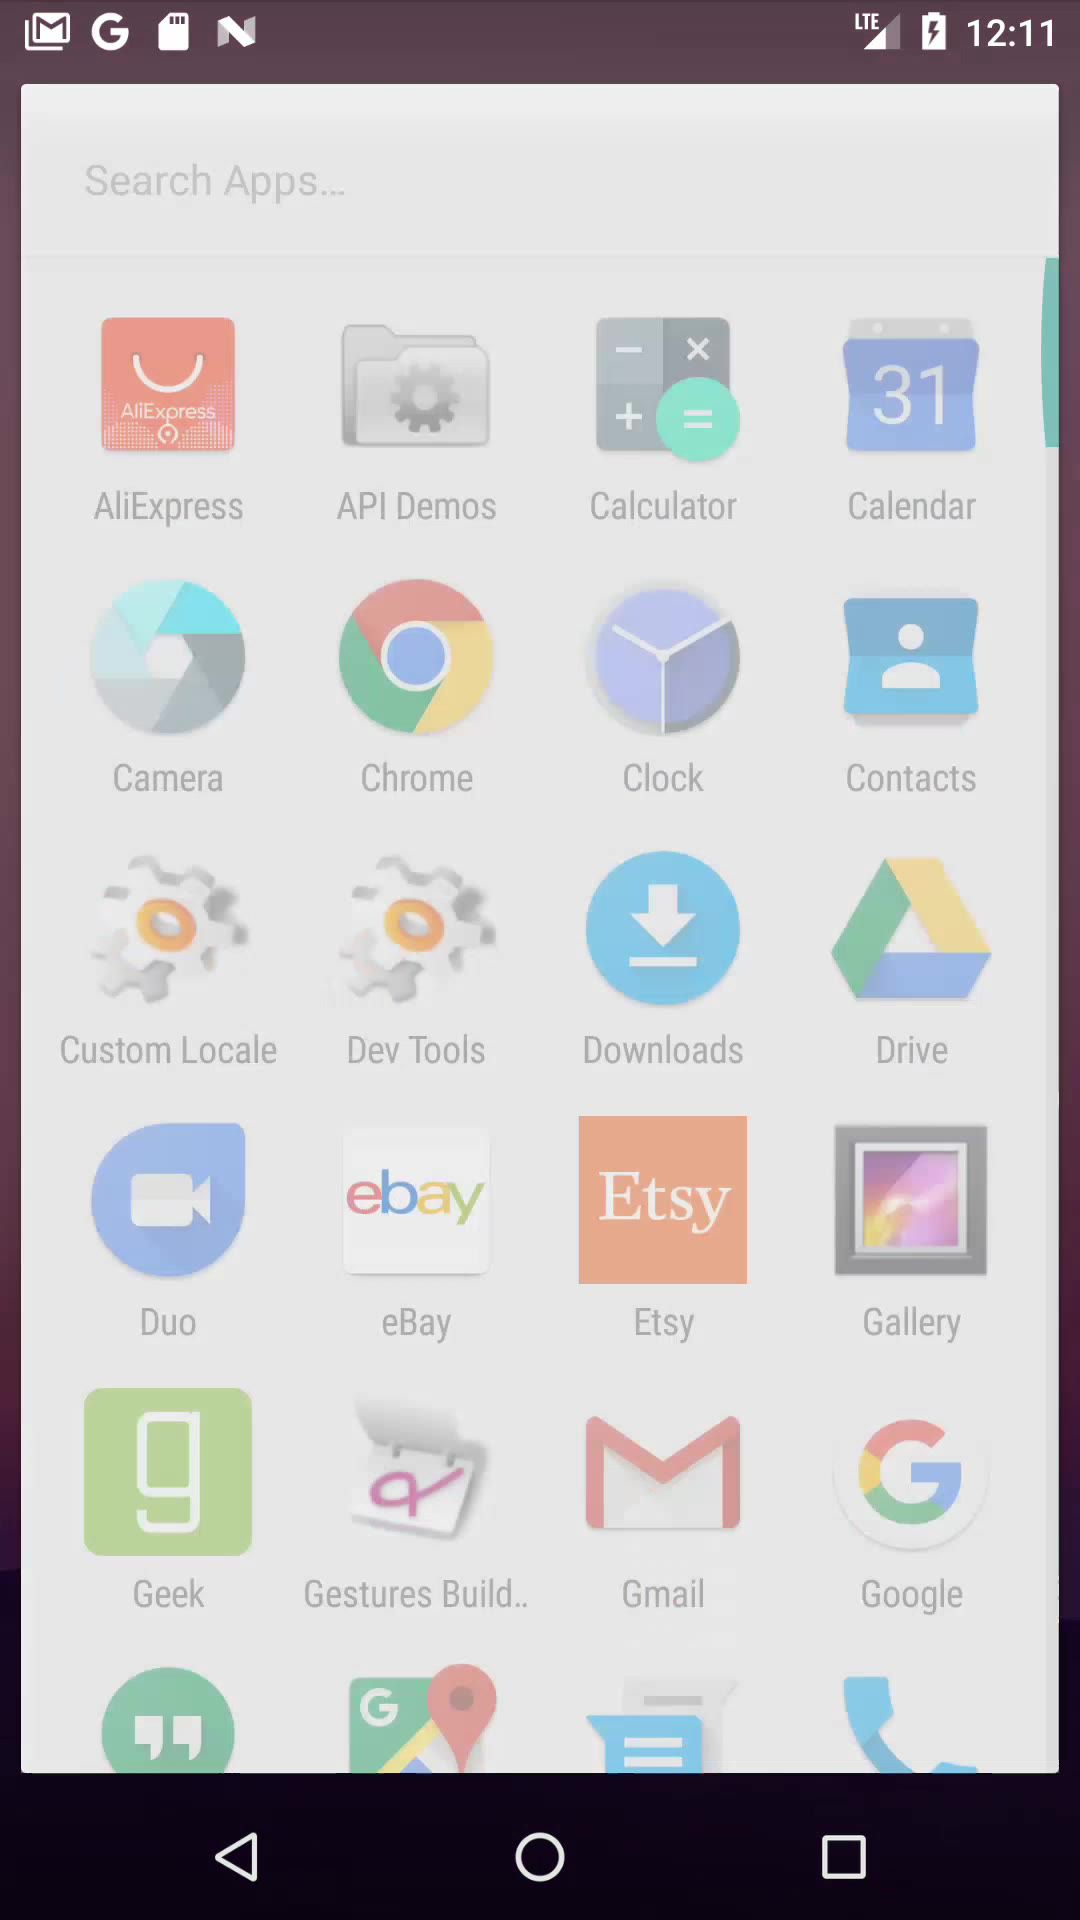 LTE 12:11
Search Apps...
31
AliExpress
AliExpress API Demos Calculator Calendar
Camera Chrome Clock Contacts
Custom Locale Dev Tools Downloads Drive
ebay Etsy
Duo eBay Etsy Gallery
Geek Gestures Build.. Gmail Google